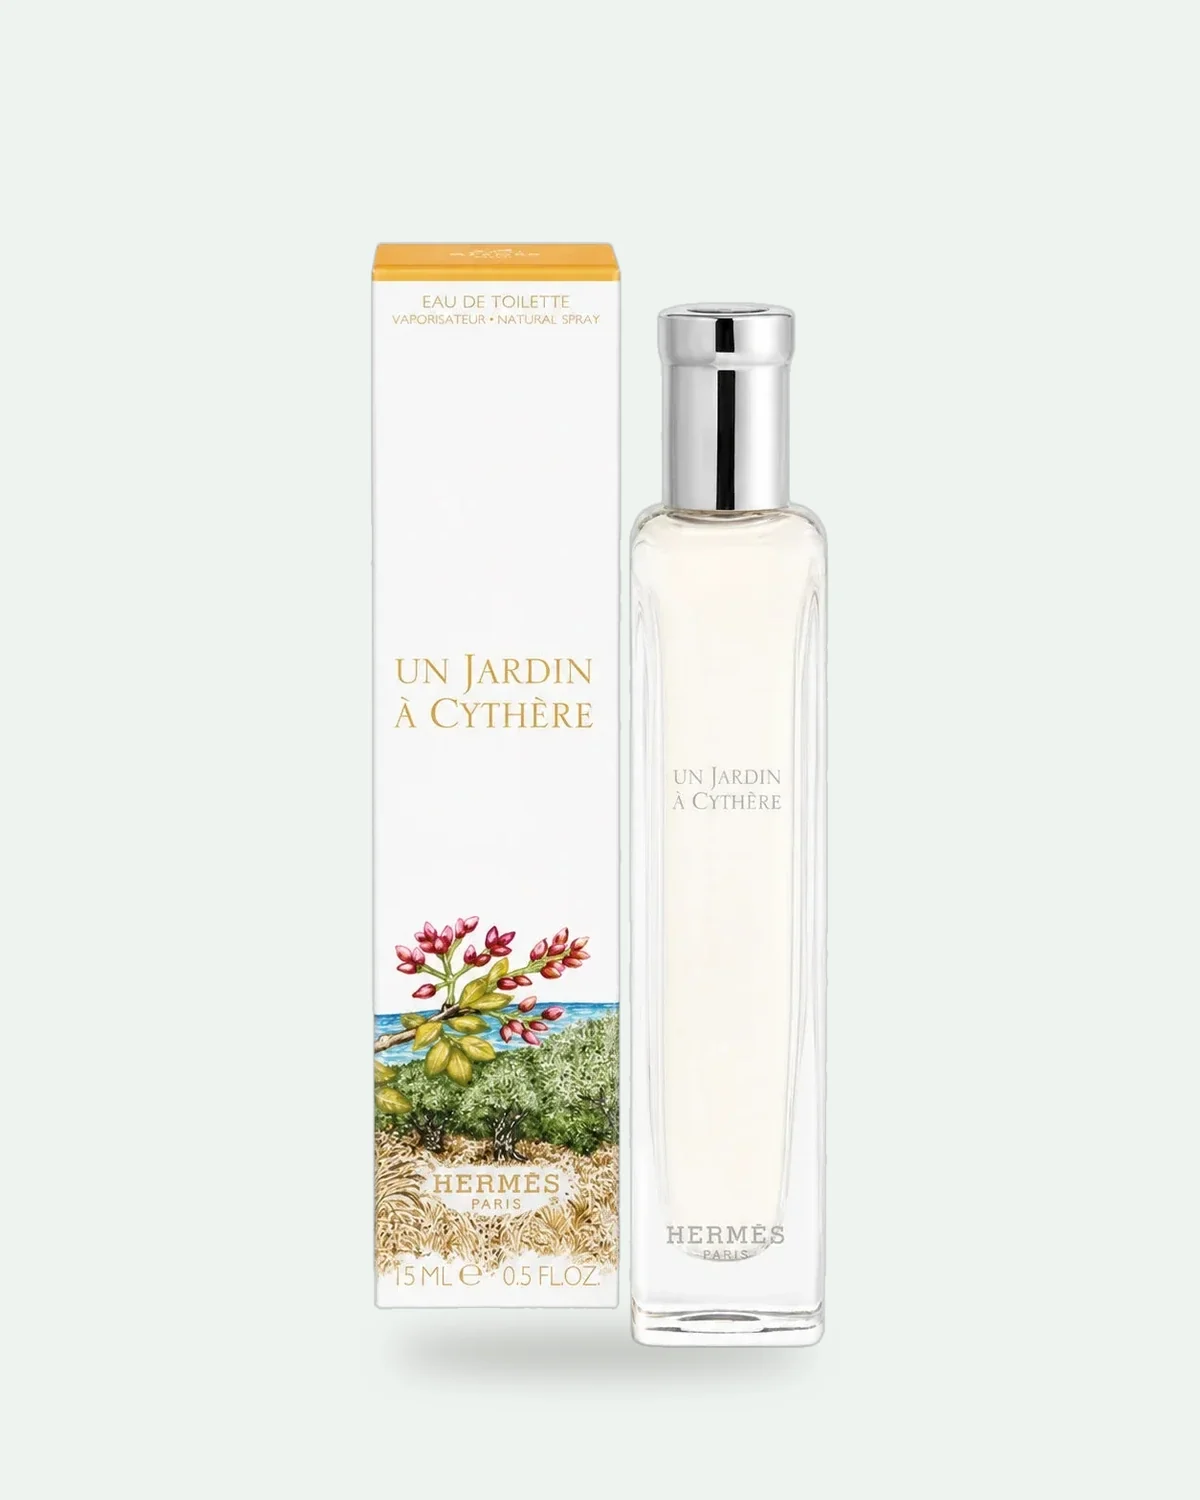 EAU DE TOILETTE
VAPORISATEUR • NATURAL SPRAY
UN JARDIN
À CYTHÈRE
HERMÈS
PARIS
15 ML ℮ 0.5 FL.OZ.
UN JARDIN
À CYTHÈRE
HERMÈS
PARIS